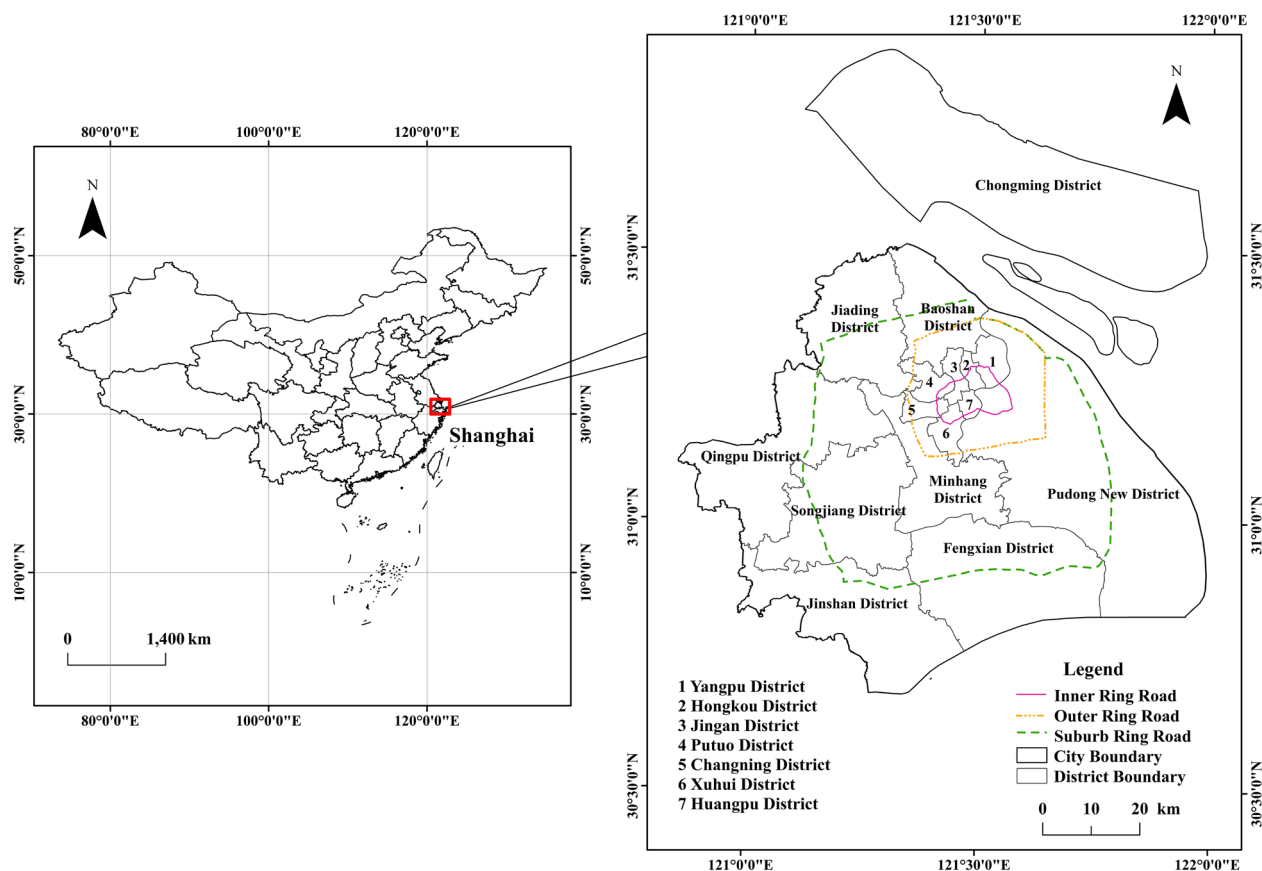 80°0'0"E 100°0'0"E 120°0'0"E
N
50°0'0"N
50°0'0"N
30°0'0"N
30°0'0"N
10°0'0"N
10°0'0"N
Shanghai
0 1,400 km
80°0'0"E 100°0'0"E 120°0'0"E
121°0'0"E 121°30'0"E 122°0'0"E
N
31°30'0"N
31°30'0"N
31°0'0"N
31°0'0"N
30°30'0"N
30°30'0"N
Chongming District
Jiading
District
Baoshan
District
1
2
3
4
5
6
7
Qingpu District
Minhang
District
Pudong New District
Songjiang District
Fengxian District
Jinshan District
1 Yangpu District
2 Hongkou District
3 Jingan District
4 Putuo District
5 Changning District
6 Xuhui District
7 Huangpu District
Legend
Inner Ring Road
Outer Ring Road
Suburb Ring Road
City Boundary
District Boundary
0 10 20 km
121°0'0"E 121°30'0"E 122°0'0"E